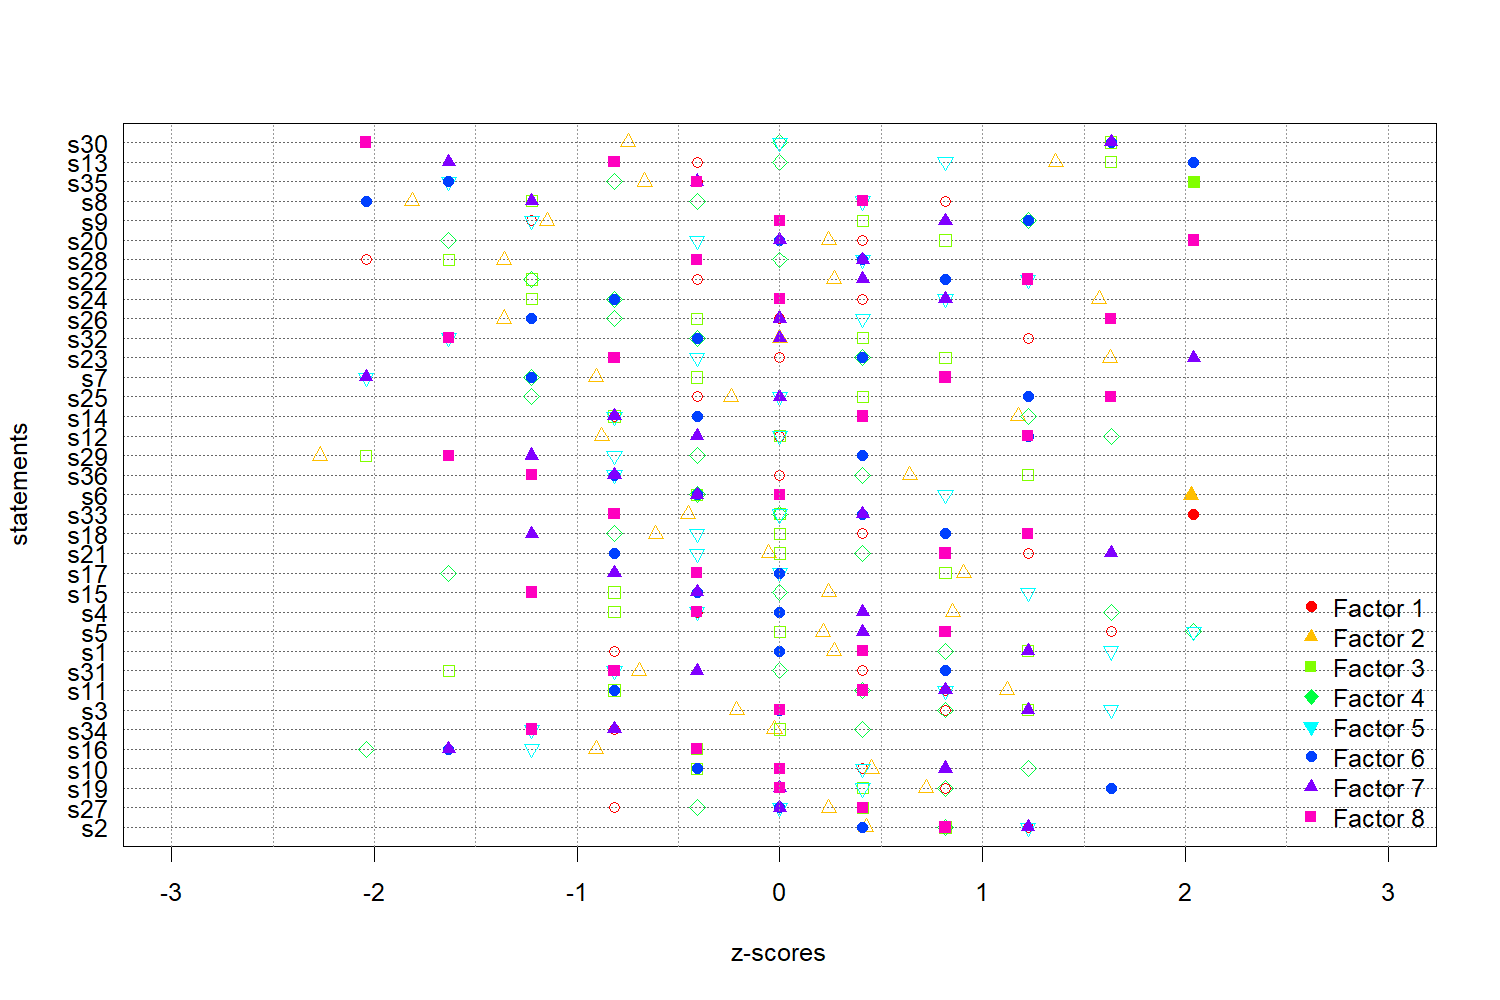 s30
s13
s35
s8
s9
s20
s28
s22
s24
s26
s32
s23
s7
s25
s14
s12
s29
s36
s6
s33
s18
s21
s17
s15
s4
s5
s1
s31
s11
s3
s34
s16
s10
s19
s27
s2
statements
Factor 1
Factor 2
Factor 3
Factor 4
Factor 5
Factor 6
Factor 7
Factor 8
-3 -2 -1 0 1 2 3
z-scores